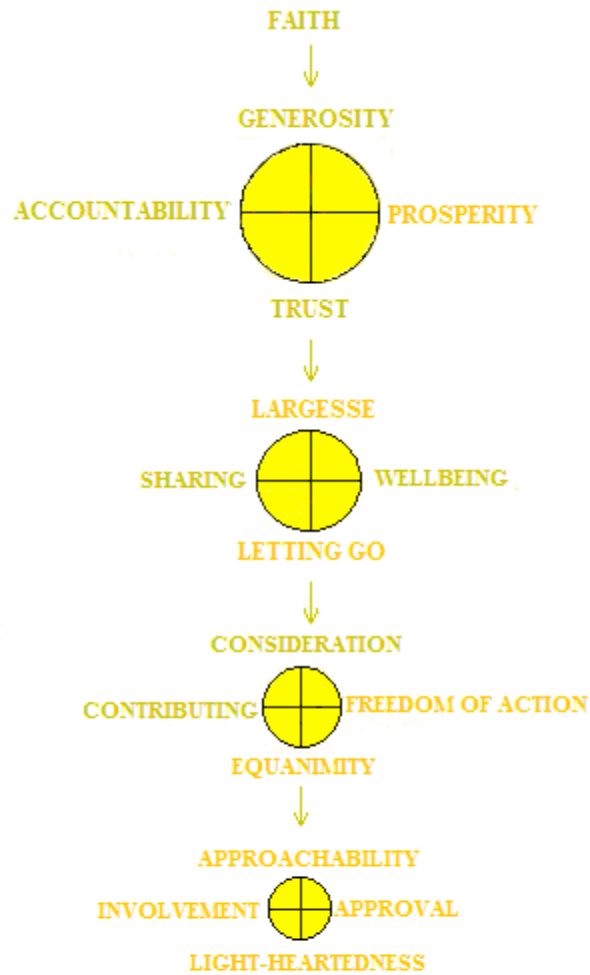 FAITH
GENEROSITY
ACCOUNTABILITY PROSPERITY
TRUST
LARGESSE
SHARING WELLBEING
LETTING GO
CONSIDERATION
CONTRIBUTING FREEDOM OF ACTION
EQUANIMITY
APPROACHABILITY
INVOLVEMENT APPROVAL
LIGHT-HEARTEDNESS